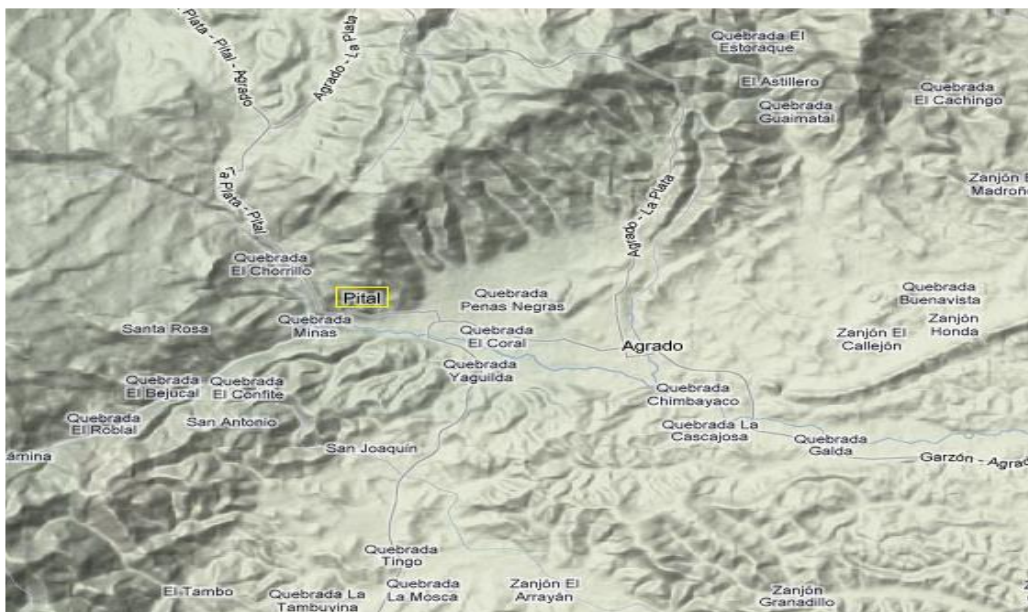 Plata - Pital - Agrado
Agrado - La Plata
Quebrada El
Estoraque
El Astillero
Quebrada
El Cachingo
Quebrada
Guaimatal
Zanjón
Madroñ
Plata - Pital
Agrado - La Plata
Quebrada
El Chorrillo
Pital
Quebrada
Penas Negras
Quebrada
Buenavista
Santa Rosa
Quebrada
Minas
Quebrada
El Coral
Agrado
Zanjón El
Callejón
Zanjón
Honda
Quebrada
Yaguilda
Quebrada
El Bejucal
Quebrada
El Confite
Quebrada
Chimbayaco
Quebrada
El Roblal
San Antonio
Quebrada La
Cascajosa
Quebrada
Galda
San Joaquín
ámina
Garzón - Agrad
Quebrada
Tingo
El Tambo
Quebrada La
Tambuyina
Quebrada
La Mosca
Zanjón El
Arrayán
Zanjón
Granadillo